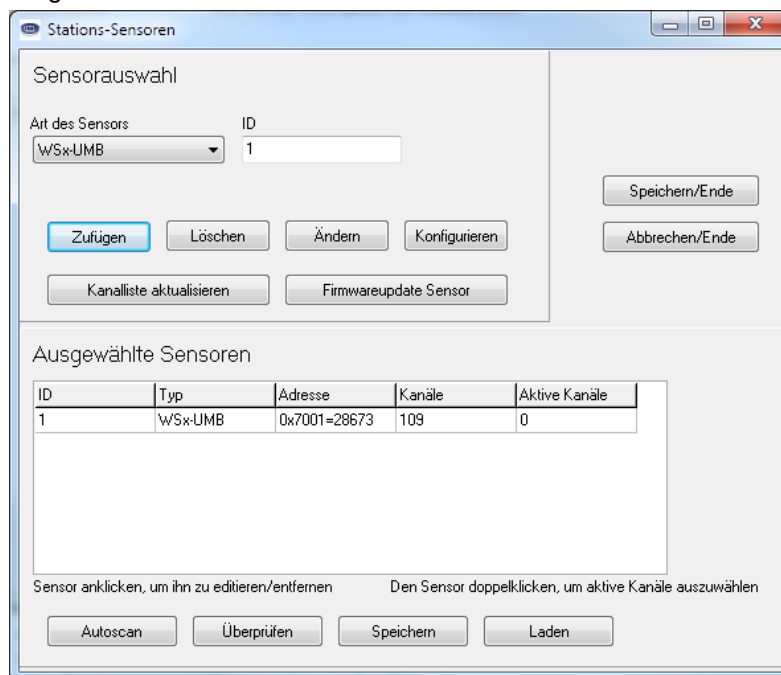 Stations-Sensoren
Sensorauswahl
Art des Sensors ID
WSx-UMB 1
Speichern/Ende
Zufügen Löschen Ändern Konfigurieren Abbrechen/Ende
Kanalliste aktualisieren Firmwareupdate Sensor
Ausgewählte Sensoren
ID Typ Adresse Kanäle Aktive Kanäle
1 WSx-UMB 0x7001=28673 109 0
Sensor anklicken, um ihn zu editieren/entfernen Den Sensor doppelklicken, um aktive Kanäle auszuwählen
Autoscan Überprüfen Speichern Laden